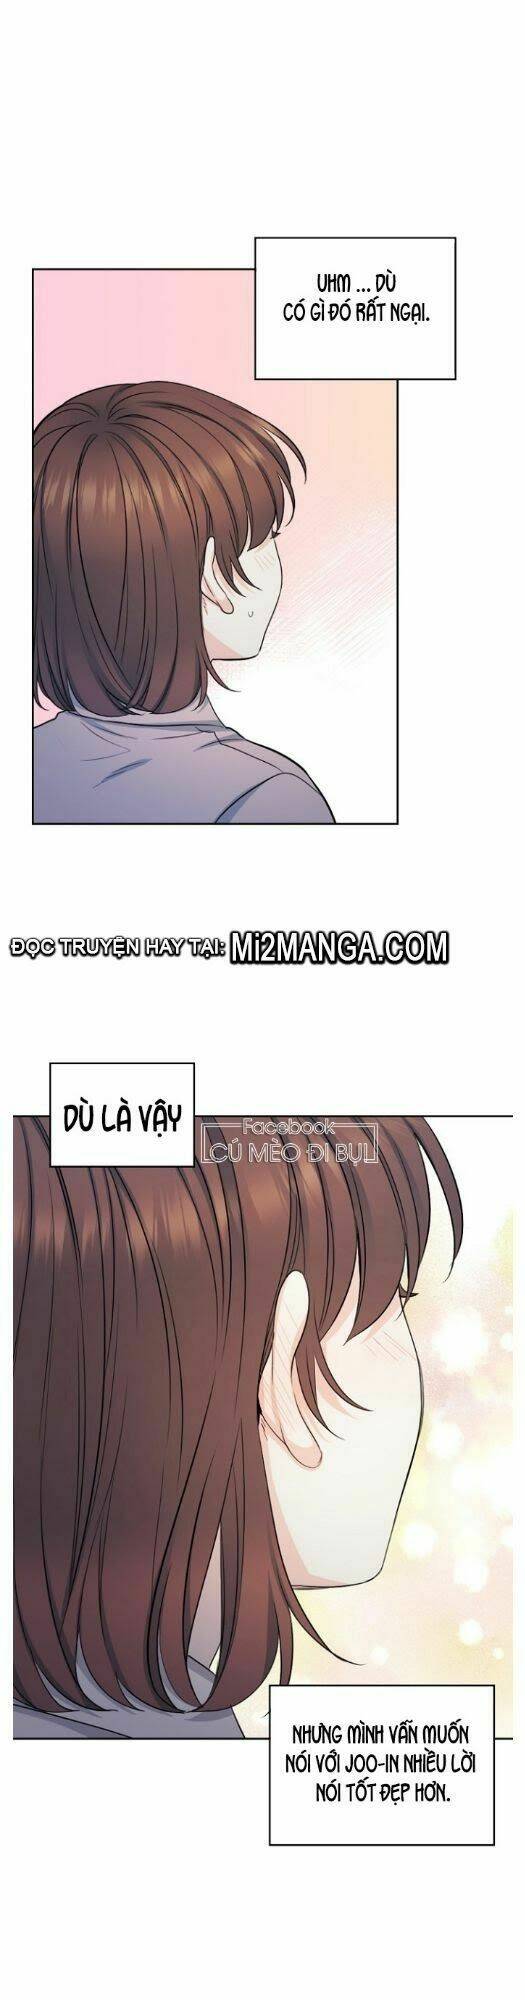 UHM ... DÙ
CÓ GÌ ĐÓ RẤT NGẠI.
ĐỌC TRUYỆN HAY TẠI: Mi2MANGA.COM
DÙ LÀ VẬY
Facebook
CÚ MÈO ĐI BỤI
NHƯNG MÌNH VẪN MUỐN
NÓI VỚI JOO-IN NHIỀU LỜI
NÓI TỐT ĐẸP HƠN.